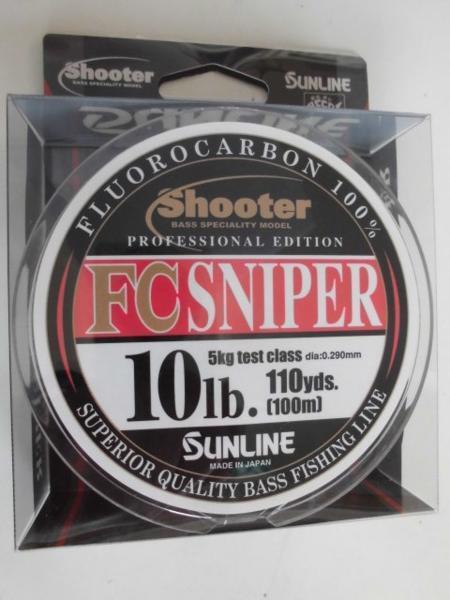 Shooter
BASS SPECIALITY MODEL
SUNLINE
SUNLINE
FLUOROCARBON 100%
Shooter
BASS SPECIALITY MODEL
PROFESSIONAL EDITION
FC SNIPER
5kg test class dia:0.290mm
10lb. 110yds.
(100m)
SUNLINE
MADE IN JAPAN
SUPERIOR QUALITY BASS FISHING LINE